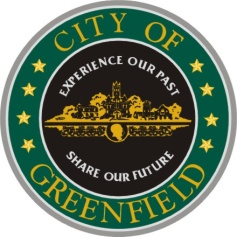 CITY OF
EXPERIENCE OUR PAST
SHARE OUR FUTURE
GREENFIELD